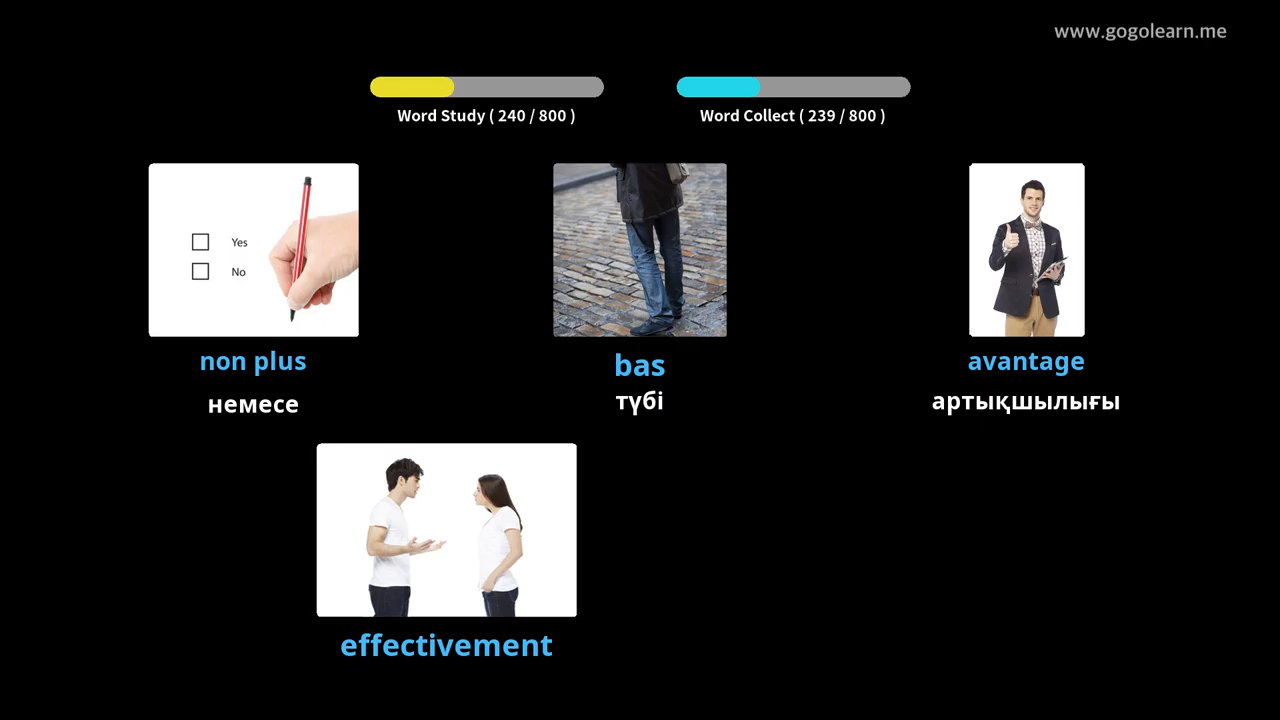 www.gogolearn.me
Word Study ( 240 / 800 )
Word Collect ( 239 / 800 )
Yes
No
non plus
немесе
bas
түбі
avantage
артықшылығы
effectivement